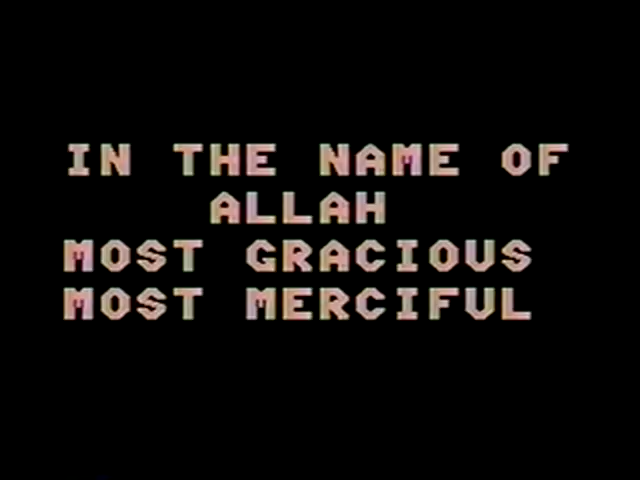 IN THE NAME OF
ALLAH
MOST GRACIOUS
MOST MERCIFUL